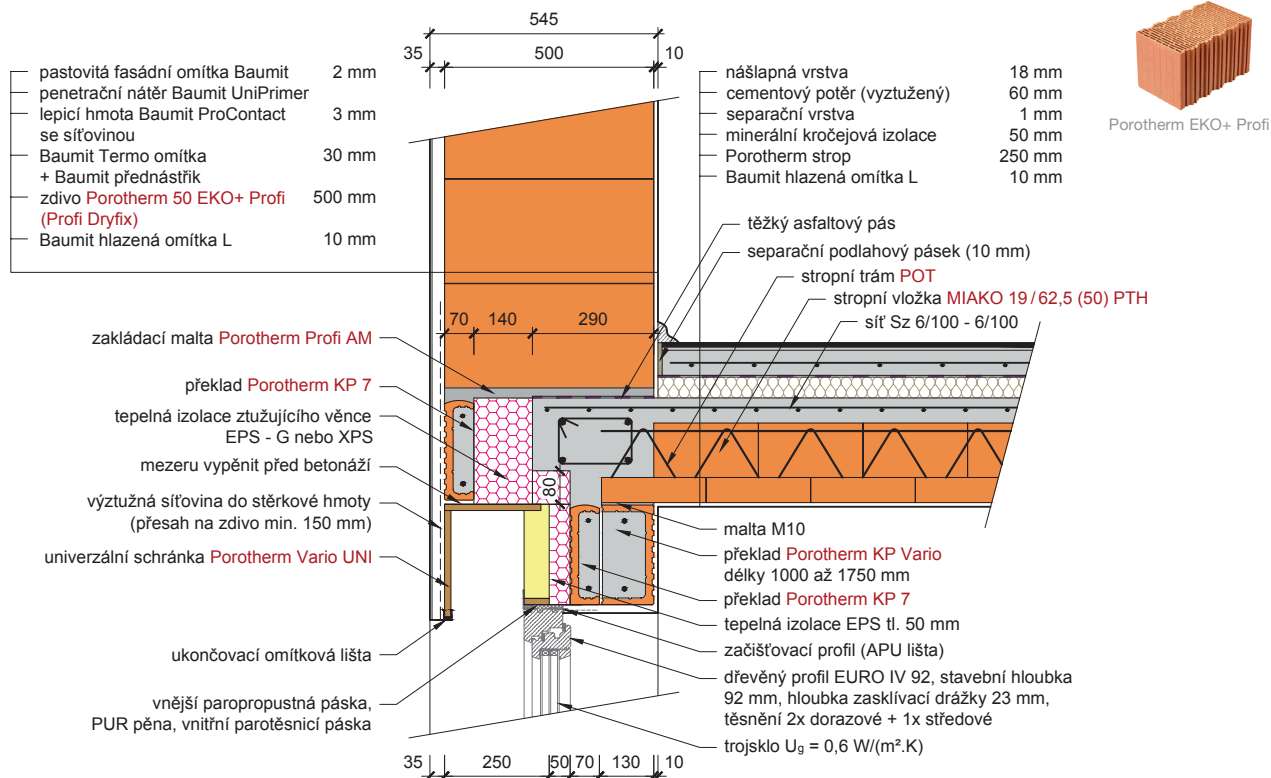 545
35
500
10
pastovitá fasádní omítka Baumit 2 mm
penetrační nátěr Baumit UniPrimer
lepicí hmota Baumit ProContact 3 mm
se síťovinou
Baumit Termo omítka 30 mm
+ Baumit přednástřik
zdivo Porotherm 50 EKO+ Profi 500 mm
(Profi Dryfix)
Baumit hlazená omítka L 10 mm
nášlapná vrstva 18 mm
cementový potěr (vyztužený) 60 mm
separační vrstva 1 mm
minerální kročejová izolace 50 mm
Porotherm strop 250 mm
Baumit hlazená omítka L 10 mm
Porotherm EKO+ Profi
těžký asfaltový pás
separační podlahový pásek (10 mm)
stropní trám POT
stropní vložka MIAKO 19/62,5 (50) PTH
síť Sz 6/100 - 6/100
70
140
290
zakládací malta Porotherm Profi AM
překlad Porotherm KP 7
tepelná izolace ztužujícího věnce
EPS - G nebo XPS
mezeru vypěnit před betonáží
výztužná síťovina do stěrkové hmoty
(přesah na zdivo min. 150 mm)
univerzální schránka Porotherm Vario UNI
ukončovací omítková lišta
vnější paropropustná páska,
PUR pěna, vnitřní parotěsnicí páska
80
malta M10
překlad Porotherm KP Vario
délky 1000 až 1750 mm
překlad Porotherm KP 7
tepelná izolace EPS tl. 50 mm
začišťovací profil (APU lišta)
dřevěný profil EURO IV 92, stavební hloubka
92 mm, hloubka zasklívací drážky 23 mm,
těsnění 2x dorazové + 1x středové
trojsklo Ug = 0,6 W/(m².K)
35
250
50
70
130
10